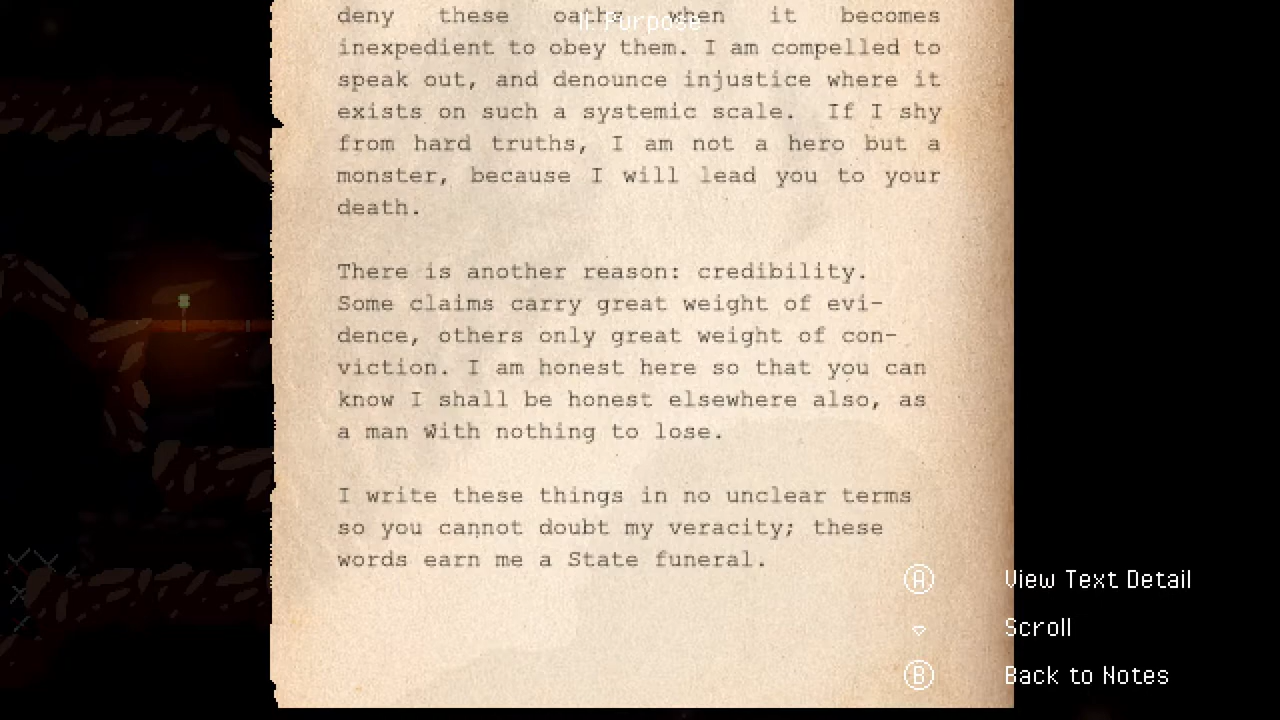 II. Purpose
deny these oaths when it becomes
inexpedient to obey them. I am compelled to
speak out, and denounce injustice where it
exists on such a systemic scale. If I shy
from hard truths, I am not a hero but a
monster, because I will lead you to your
death.
There is another reason: credibility.
Some claims carry great weight of evi-
dence, others only great weight of con-
viction. I am honest here so that you can
know I shall be honest elsewhere also, as
a man with nothing to lose.
I write these things in no unclear terms
so you cannot doubt my veracity; these
words earn me a State funeral.
A View Text Detail
Scroll
B Back to Notes